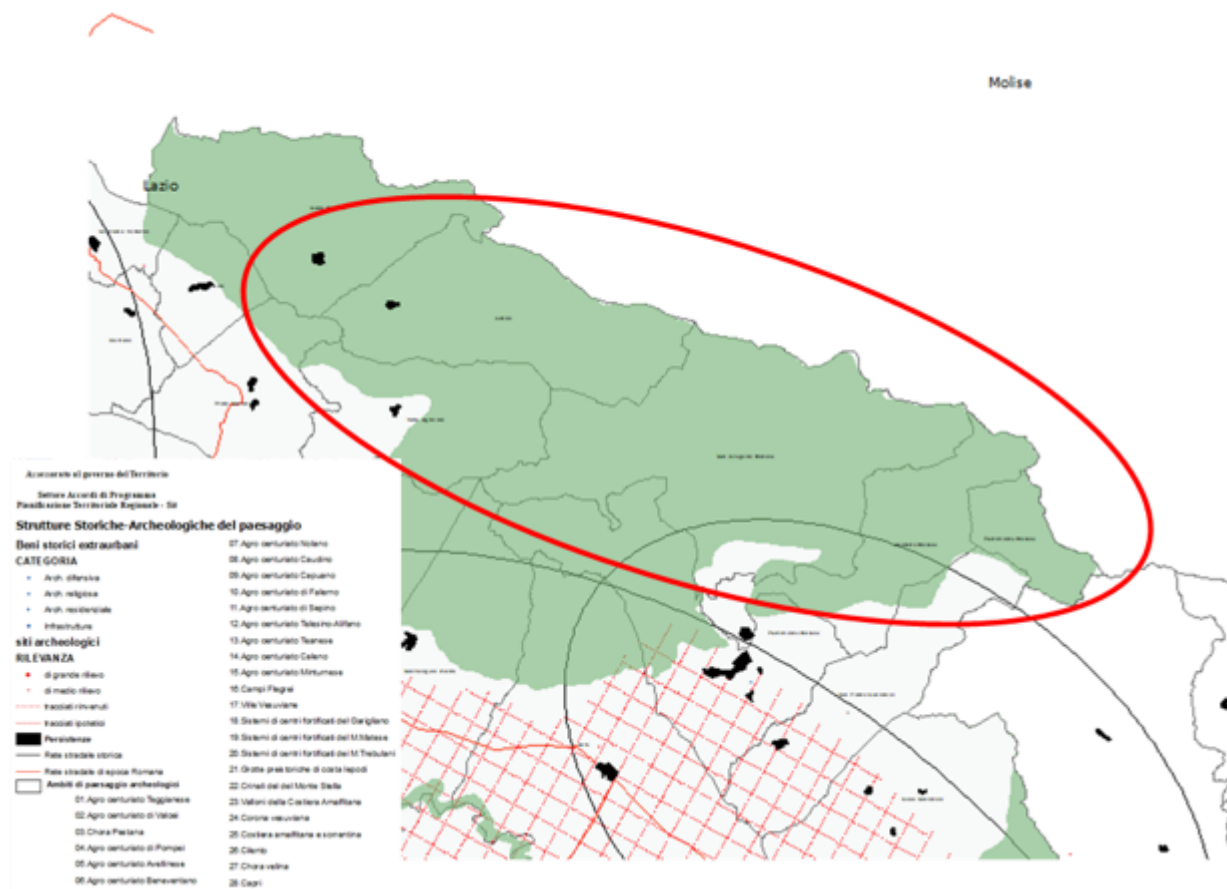 Molise
Lazio
Assessorato al governo del Territorio
Settore Accordi di Programma
Pianificazione Territoriale Regionale - Sit
Strutture Storiche-Archeologiche del paesaggio
Beni storici extraurbani
CATEGORIA
Arch. difensiva
Arch. religiosa
Arch. residenziale
Infrastrutture
siti archeologici
RILEVANZA
di grande rilievo
di medio rilievo
tracciati rinvenuti
tracciati ipotetici
Persistenze
Rete stradale storica
Rete stradale di epoca Romana
Ambiti di paesaggio archeologici
01.Agro centuriato Teggianese
02.Agro centuriato di Volcei
03.Chora Pestana
04.Agro centuriato di Pompei
05.Agro centuriato Avellinese
06.Agro centuriato Beneventano
07.Agro centuriato Nolano
08.Agro centuriato Caudino
09.Agro centuriato Capuano
10.Agro centuriato di Falerno
11.Agro centuriato di Sepino
12.Agro centuriato Telesino-Alifano
13.Agro centuriato Teanese
14.Agro centuriato Caleno
15.Agro centuriato Minturnese
16.Campi Flegrei
17.Ville Vesuviane
18.Sistemi di centri fortificati del Garigliano
19.Sistemi di centri fortificati del M.Matese
20.Sistemi di centri fortificati del M.Trebulani
21.Grotte preistoriche di costa lepodi
22.Crinali del del Monte Stella
23.Valloni della Costiera Amalfitana
24.Corona vesuviana
25.Costiera amalfitana e sorrentina
26.Cilento
27.Chora velina
28.Capri